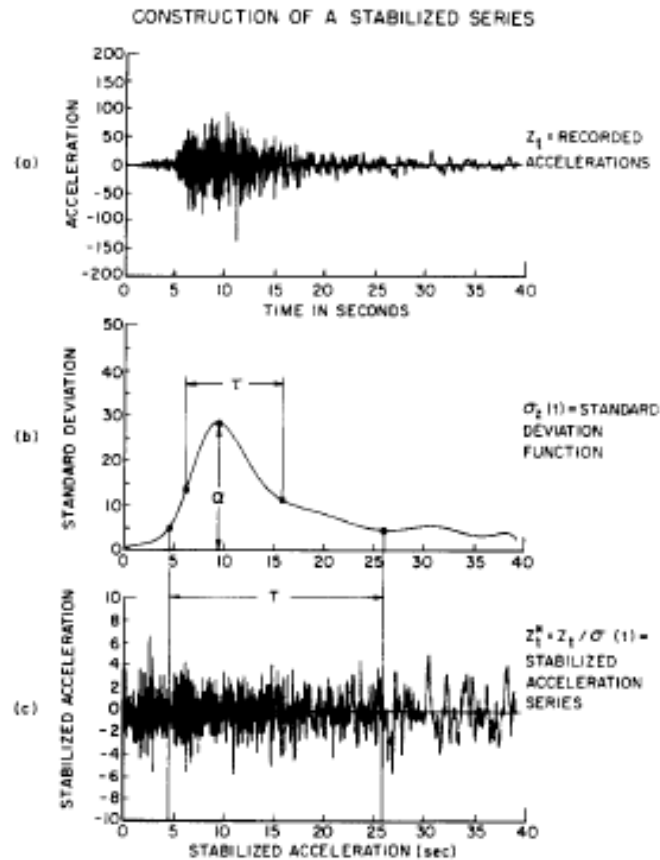 CONSTRUCTION OF A STABILIZED SERIES
200
150
100
50
0
-50
-100
-150
-200
ACCELERATION
(a)
Z_t = RECORDED
ACCELERATIONS
0 5 10 15 20 25 30 35 40
TIME IN SECONDS
50
40
30
20
10
0
STANDARD DEVIATION
(b)
τ
α
σ_z (t) = STANDARD
DEVIATION
FUNCTION
0 5 10 15 20 25 30 35 40
10
8
6
4
2
0
-2
-4
-6
-8
-10
STABILIZED ACCELERATION
(c)
T
Z_t^* = Z_t / σ (t) =
STABILIZED
ACCELERATION
SERIES
0 5 10 15 20 25 30 35 40
STABILIZED ACCELERATION (sec)